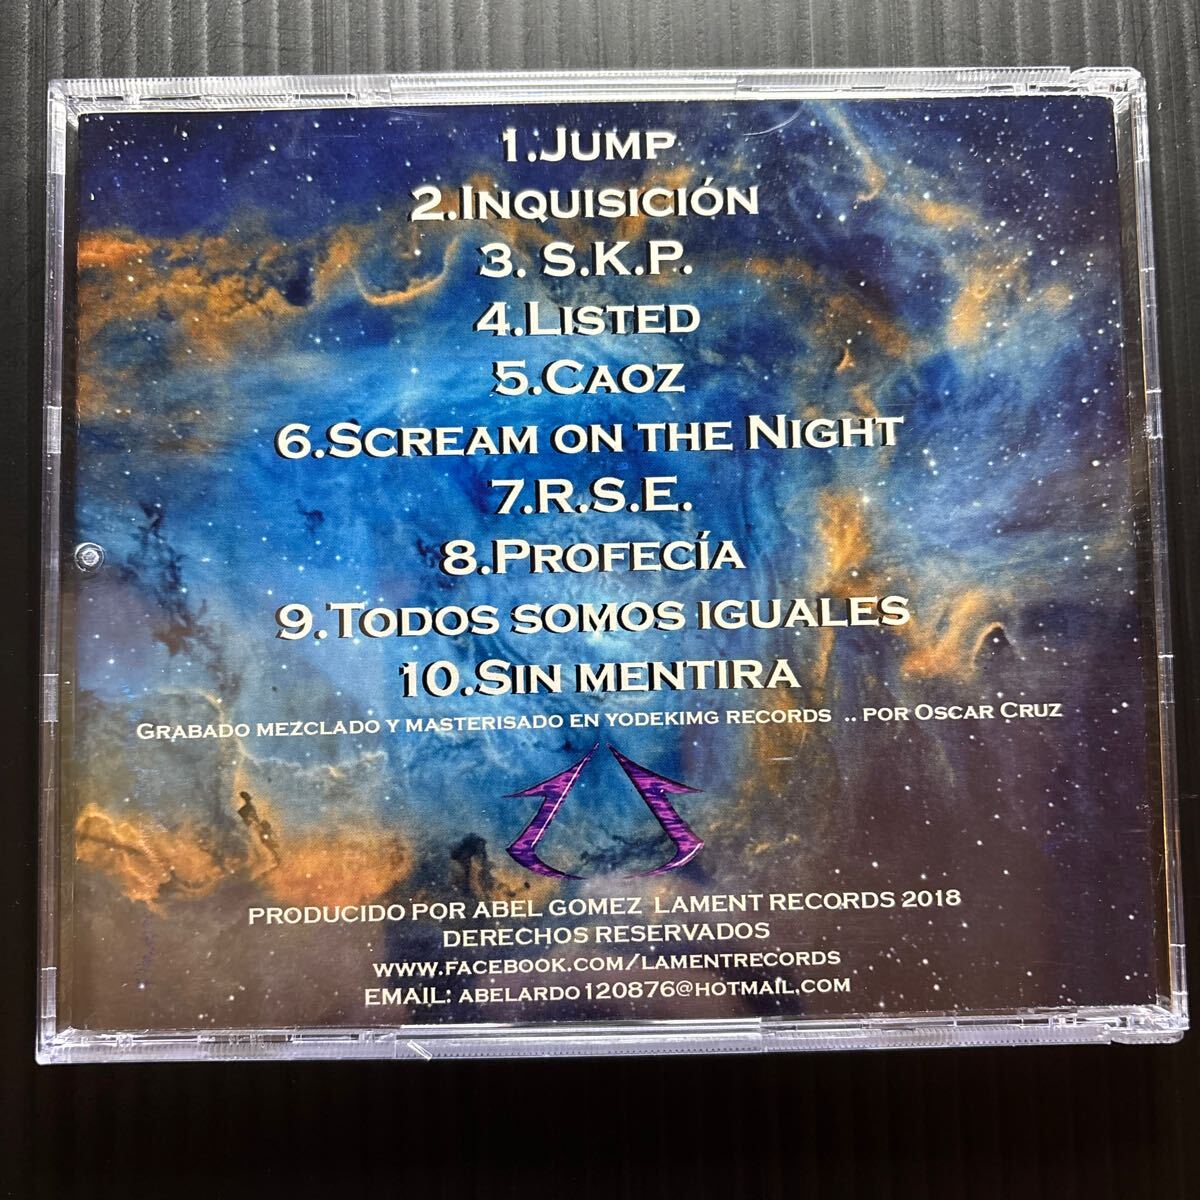 1.Jump
2.Inquisición
3. S.K.P.
4.Listed
5.Caoz
6.Scream on the Night
7.R.S.E.
8.Profecía
9.Todos somos iguales
10.Sin mentira
Grabado mezclado y masterisado en yodekimg records .. por Oscar Cruz
PRODUCIDO POR ABEL GOMEZ LAMENT RECORDS 2018
DERECHOS RESERVADOS
WWW.FACEBOOK.COM/LAMENTRECORDS
EMAIL: ABELARDO120876@HOTMAIL.COM